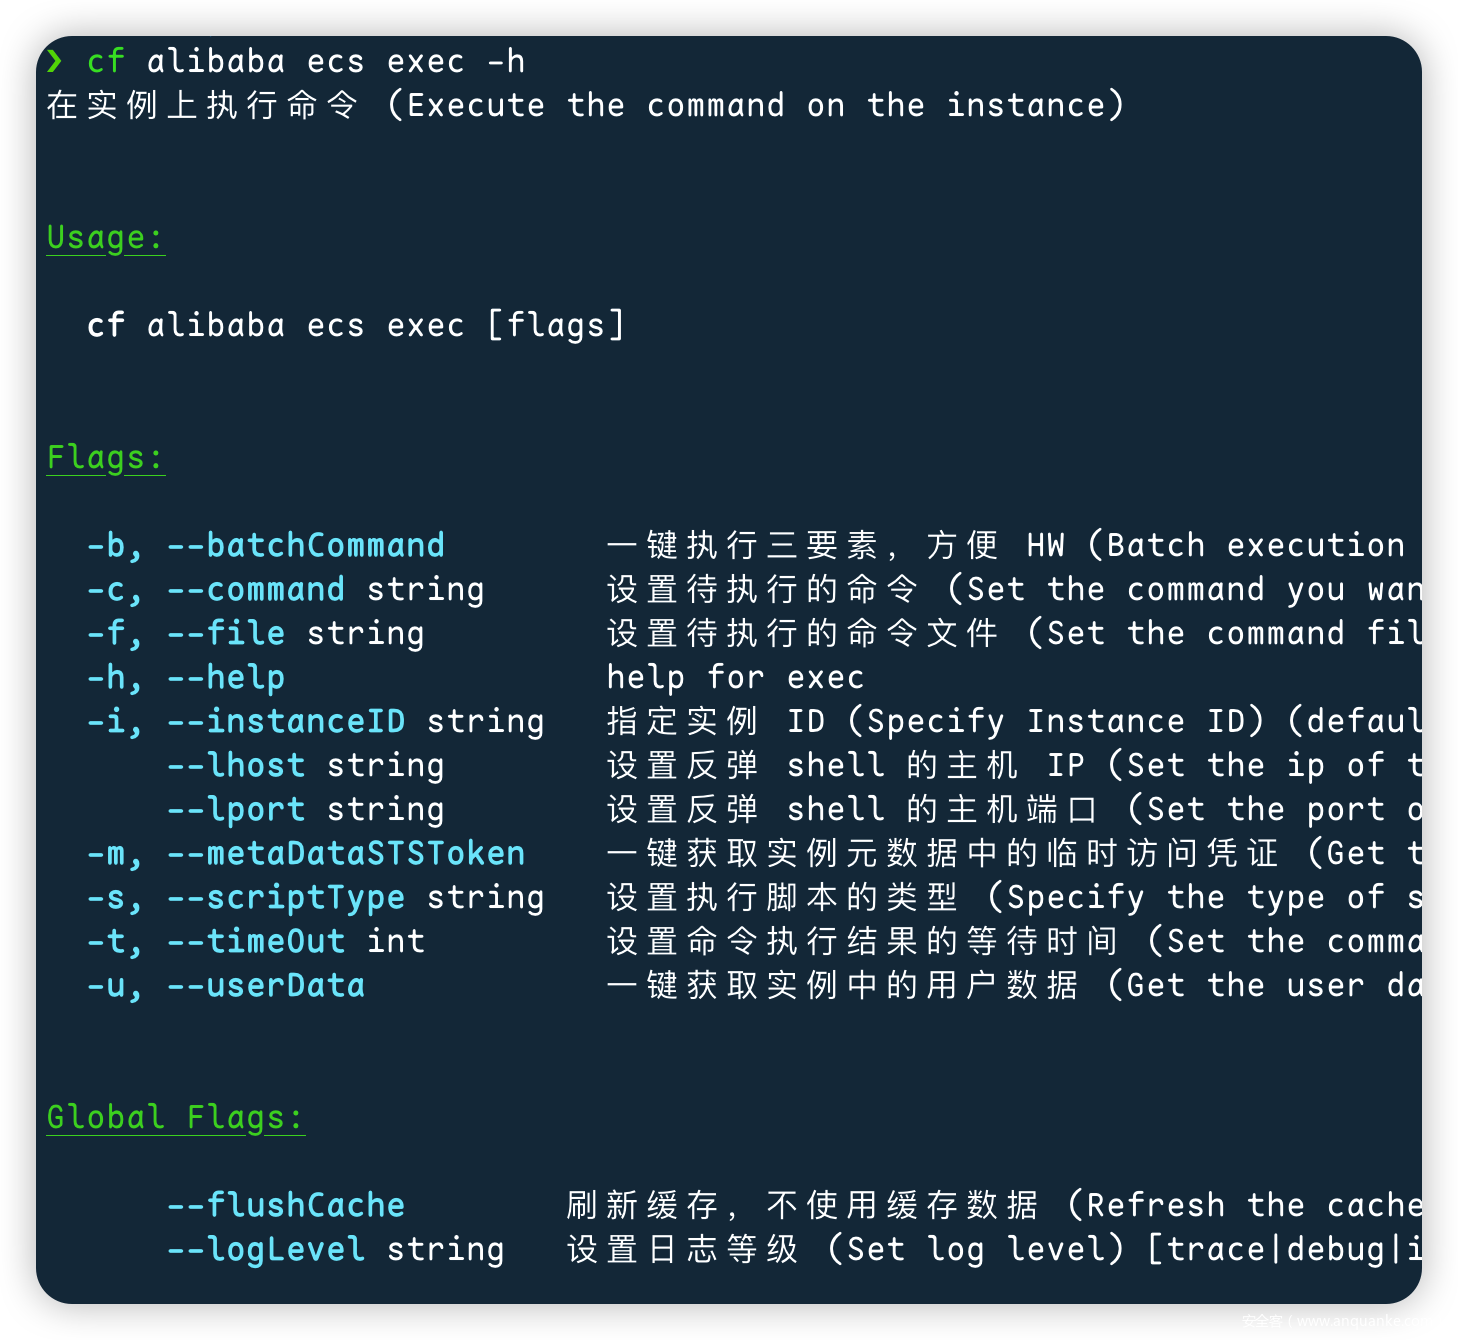 ❯ cf alibaba ecs exec -h
在实例上执行命令 (Execute the command on the instance)
Usage:
cf alibaba ecs exec [flags]
Flags:
-b, --batchCommand 一键执行三要素，方便 HW (Batch execution
-c, --command string 设置待执行的命令 (Set the command you wan
-f, --file string 设置待执行的命令文件 (Set the command fil
-h, --help help for exec
-i, --instanceID string 指定实例 ID (Specify Instance ID) (defaul
--lhost string 设置反弹 shell 的主机 IP (Set the ip of t
--lport string 设置反弹 shell 的主机端口 (Set the port o
-m, --metaDataSTSToken 一键获取实例元数据中的临时访问凭证 (Get t
-s, --scriptType string 设置执行脚本的类型 (Specify the type of s
-t, --timeOut int 设置命令执行结果的等待时间 (Set the comma
-u, --userData 一键获取实例中的用户数据 (Get the user da
Global Flags:
--flushCache 刷新缓存，不使用缓存数据 (Refresh the cache
--logLevel string 设置日志等级 (Set log level) [trace|debug|i
安全客 ( www.anquanke.c